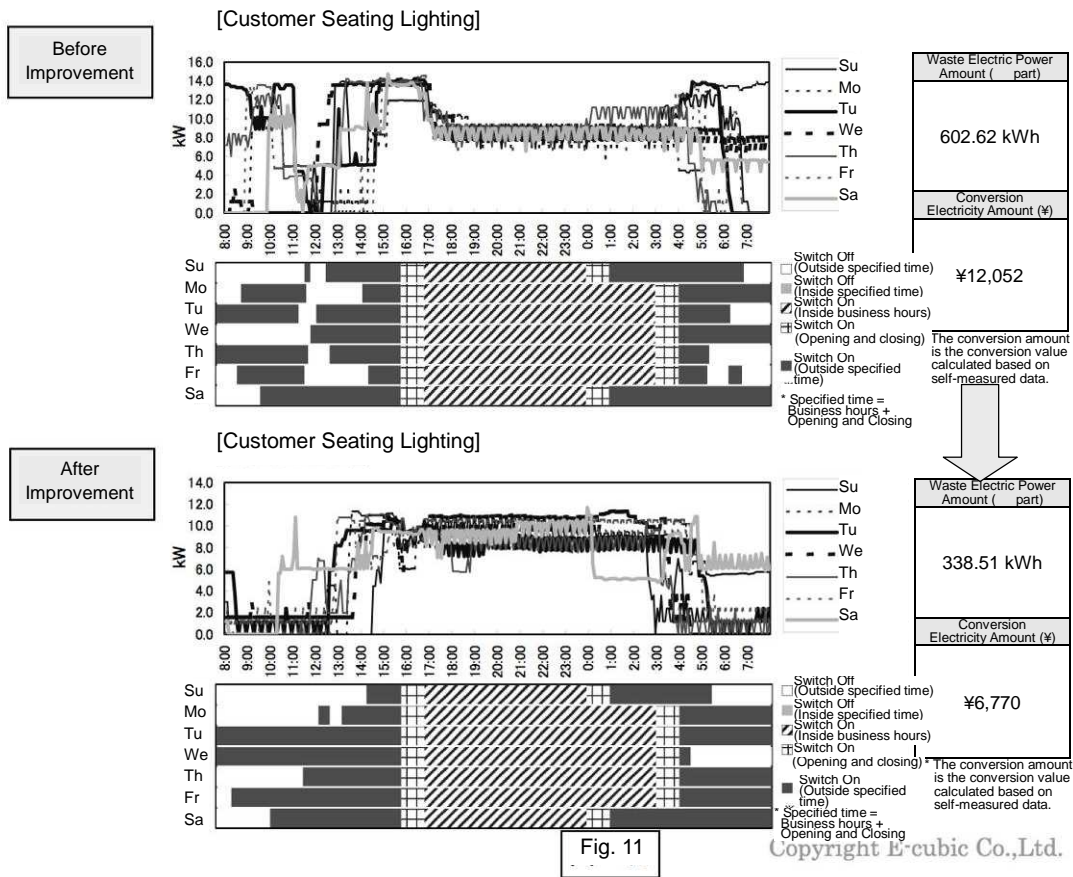 [Customer Seating Lighting]
Before
Improvement
16.0
14.0
12.0
10.0
8.0
6.0
4.0
2.0
0.0
kW
8:00 9:00 10:00 11:00 12:00 13:00 14:00 15:00 16:00 17:00 18:00 19:00 20:00 21:00 22:00 23:00 0:00 1:00 2:00 3:00 4:00 5:00 6:00 7:00
Su
Mo
Tu
We
Th
Fr
Sa
Waste Electric Power
Amount ( part)
602.62 kWh
Conversion
Electricity Amount (¥)
¥12,052
The conversion amount
is the conversion value
calculated based on
self-measured data.
Su
Mo
Tu
We
Th
Fr
Sa
Switch Off
(Outside specified time)
Switch Off
(Inside specified time)
Switch On
(Inside business hours)
Switch On
(Opening and closing)
Switch On
(Outside specified
...time)
* Specified time =
Business hours +
Opening and Closing
[Customer Seating Lighting]
After
Improvement
14.0
12.0
10.0
8.0
6.0
4.0
2.0
0.0
kW
8:00 9:00 10:00 11:00 12:00 13:00 14:00 15:00 16:00 17:00 18:00 19:00 20:00 21:00 22:00 23:00 0:00 1:00 2:00 3:00 4:00 5:00 6:00 7:00
Su
Mo
Tu
We
Th
Fr
Sa
Waste Electric Power
Amount ( part)
338.51 kWh
Conversion
Electricity Amount (¥)
¥6,770
* The conversion amount
is the conversion value
calculated based on
self-measured data.
Su
Mo
Tu
We
Th
Fr
Sa
Switch Off
(Outside specified time)
Switch Off
(Inside specified time)
Switch On
(Inside business hours)
Switch On
(Opening and closing)
Switch On
(Outside specified
time)
* Specified time =
Business hours +
Opening and Closing
Fig. 11
Copyright E-cubic Co.,Ltd.